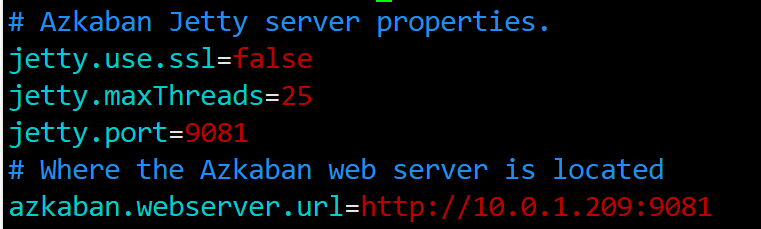 # Azkaban Jetty server properties.
jetty.use.ssl=false
jetty.maxThreads=25
jetty.port=9081
# Where the Azkaban web server is located
azkaban.webserver.url=http://10.0.1.209:9081